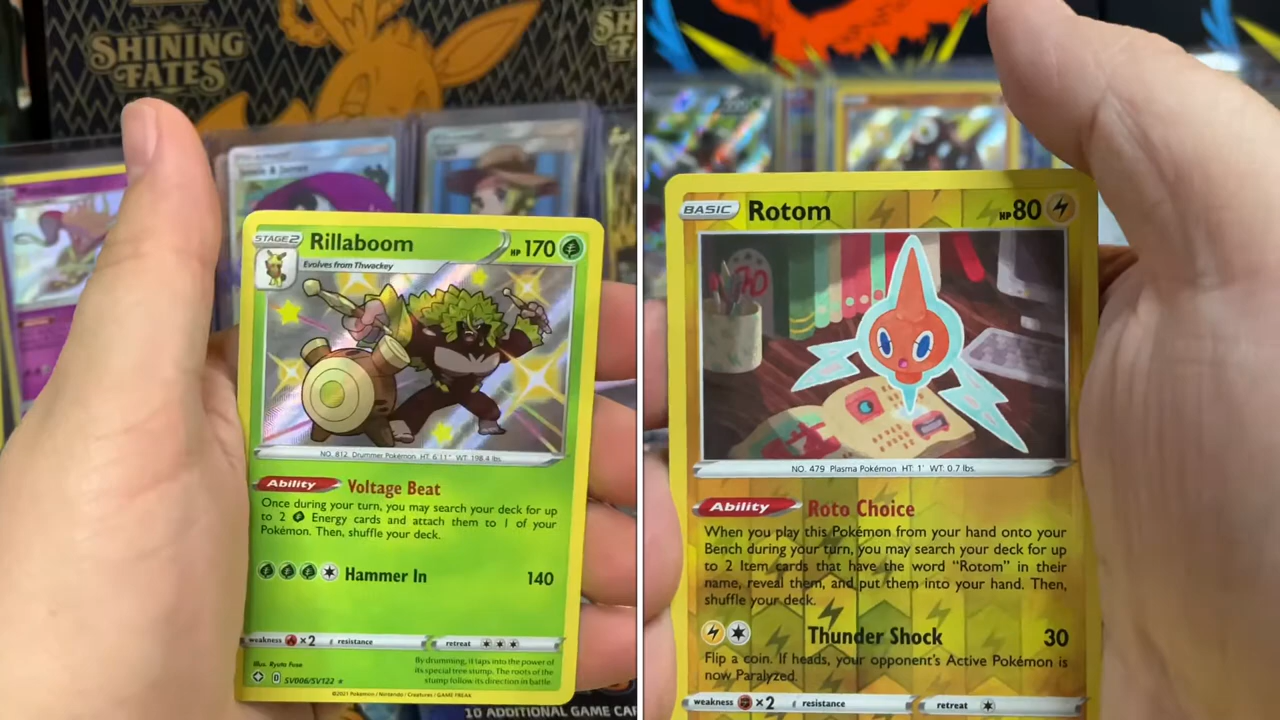 SHINING
FATES
STAGE 2
Rillaboom
HP 170
Evolves from Thwackey
NO. 812 Drummer Pokémon HT: 6'11" WT: 198.4 lbs.
Ability Voltage Beat
Once during your turn, you may search your deck for up
to 2 Energy cards and attach them to 1 of your
Pokémon. Then, shuffle your deck.
Hammer In 140
weakness ×2 resistance retreat
Illus. Ryuta Fuse
SV006/SV122
By drumming, it taps into the power of
its special tree stump. The roots of the
stump follow its direction in battle.
©2021 Pokémon / Nintendo / Creatures / GAME FREAK
10 ADDITIONAL GAME CAR
BASIC
Rotom
HP 80
NO. 479 Plasma Pokémon HT: 1' WT: 0.7 lbs.
Ability Roto Choice
When you play this Pokémon from your hand onto your
Bench during your turn, you may search your deck for up
to 2 Item cards that have the word “Rotom” in their
name, reveal them, and put them into your hand. Then,
shuffle your deck.
Thunder Shock 30
Flip a coin. If heads, your opponent's Active Pokémon is
now Paralyzed.
weakness ×2 resistance retreat